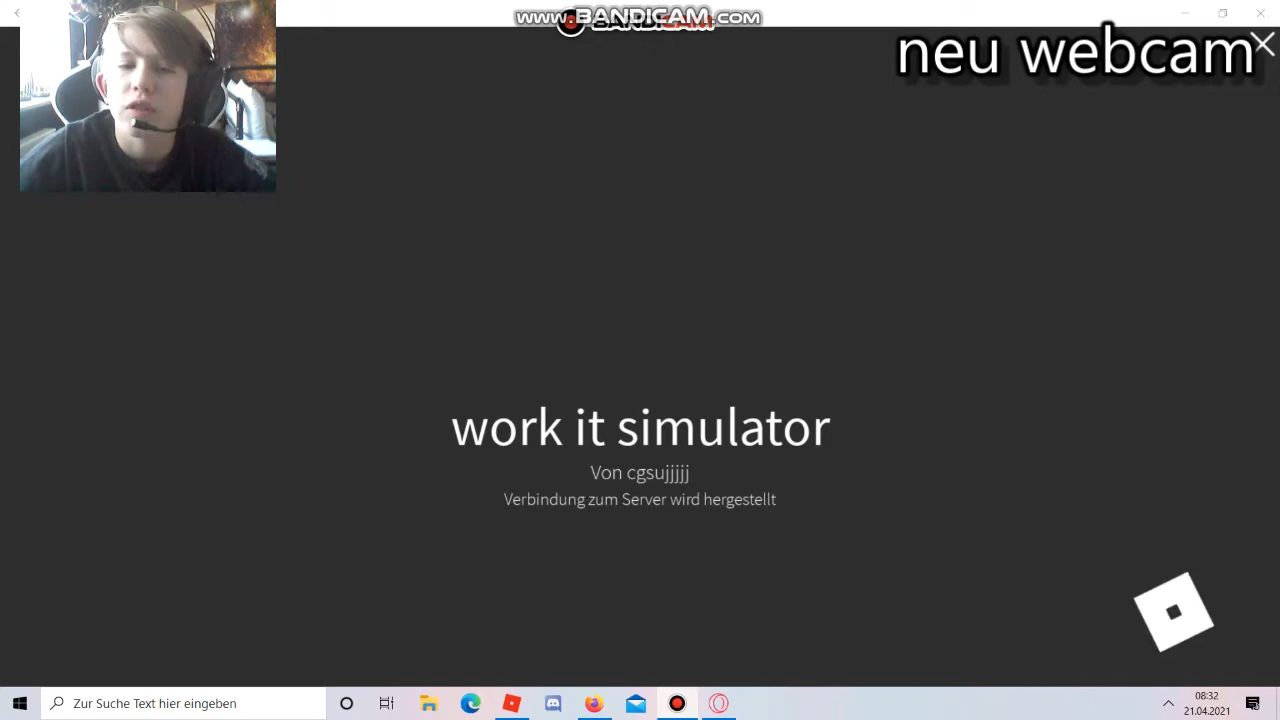 www.BANDICAM.com
neu webcam
work it simulator
Von cgsujjjjj
Verbindung zum Server wird hergestellt
Zur Suche Text hier eingeben
08:32
21.04.2021